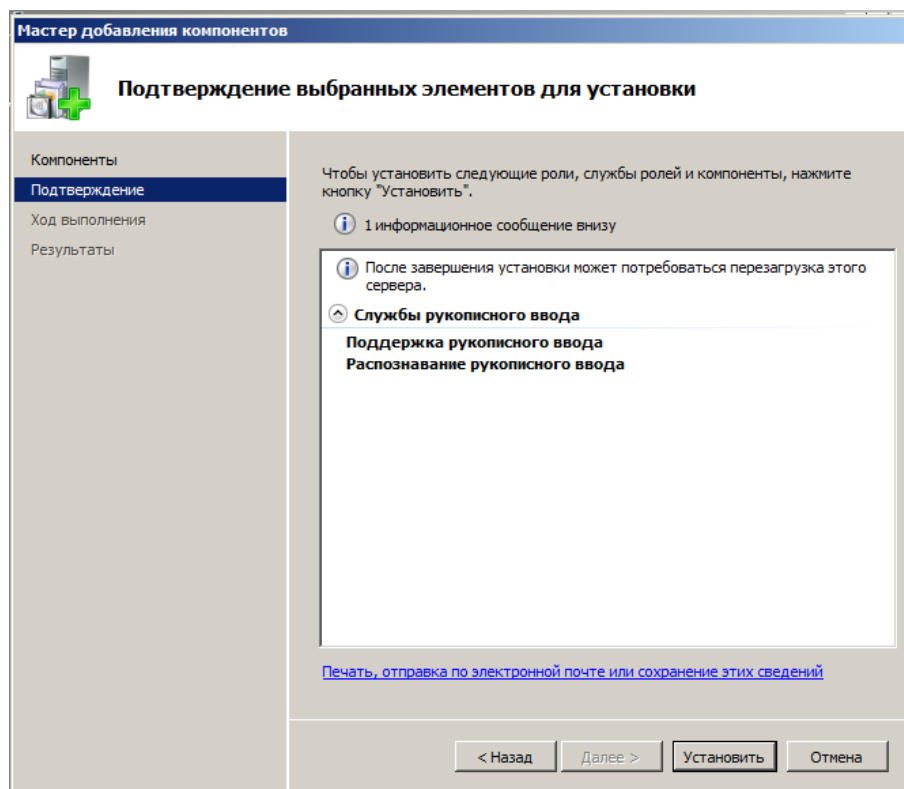 Мастер добавления компонентов
Подтверждение выбранных элементов для установки
Компоненты
Подтверждение
Ход выполнения
Результаты
Чтобы установить следующие роли, службы ролей и компоненты, нажмите
кнопку "Установить".
1 информационное сообщение внизу
После завершения установки может потребоваться перезагрузка этого
сервера.
Службы рукописного ввода
Поддержка рукописного ввода
Распознавание рукописного ввода
Печать, отправка по электронной почте или сохранение этих сведений
< Назад
Далее >
Установить
Отмена